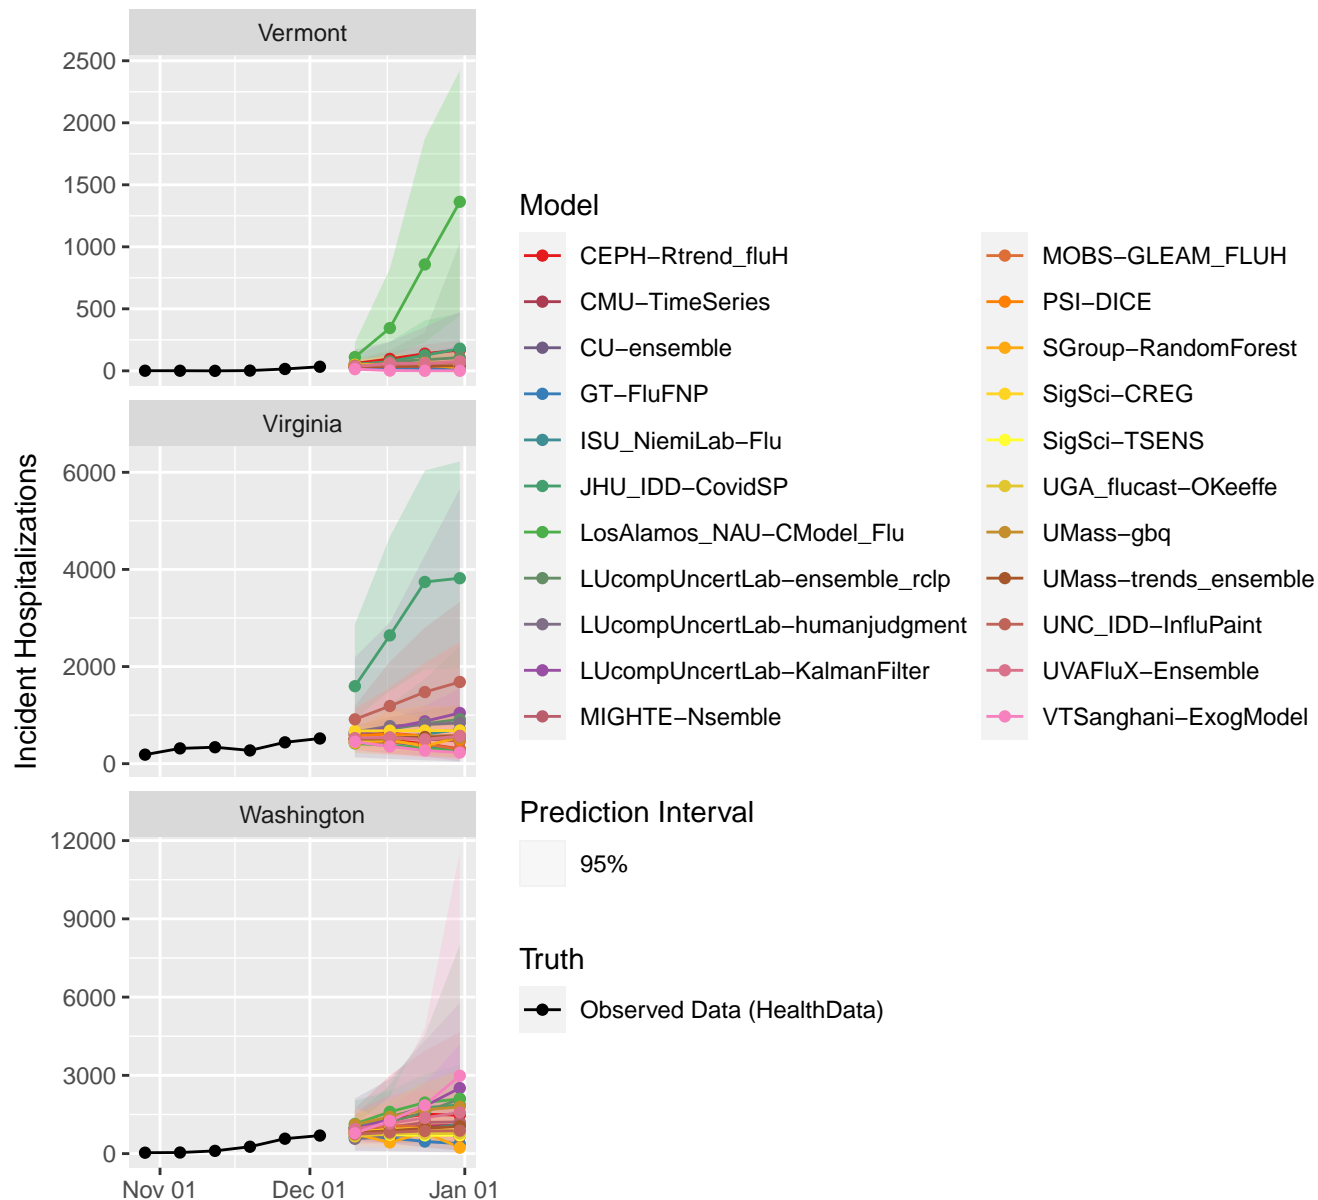 Vermont
2500
2000
1500
1000
500
0
Virginia
6000
4000
2000
0
Washington
12000
9000
6000
3000
0
Nov 01
Dec 01
Jan 01
Incident Hospitalizations
Model
CEPH−Rtrend_fluH
CMU−TimeSeries
CU−ensemble
GT−FluFNP
ISU_NiemiLab−Flu
JHU_IDD−CovidSP
LosAlamos_NAU−CModel_Flu
LUcompUncertLab−ensemble_rclp
LUcompUncertLab−humanjudgment
LUcompUncertLab−KalmanFilter
MIGHTE−Nsemble
MOBS−GLEAM_FLUH
PSI−DICE
SGroup−RandomForest
SigSci−CREG
SigSci−TSENS
UGA_flucast−OKeeffe
UMass−gbq
UMass−trends_ensemble
UNC_IDD−InfluPaint
UVAFluX−Ensemble
VTSanghani−ExogModel
Prediction Interval
95%
Truth
Observed Data (HealthData)